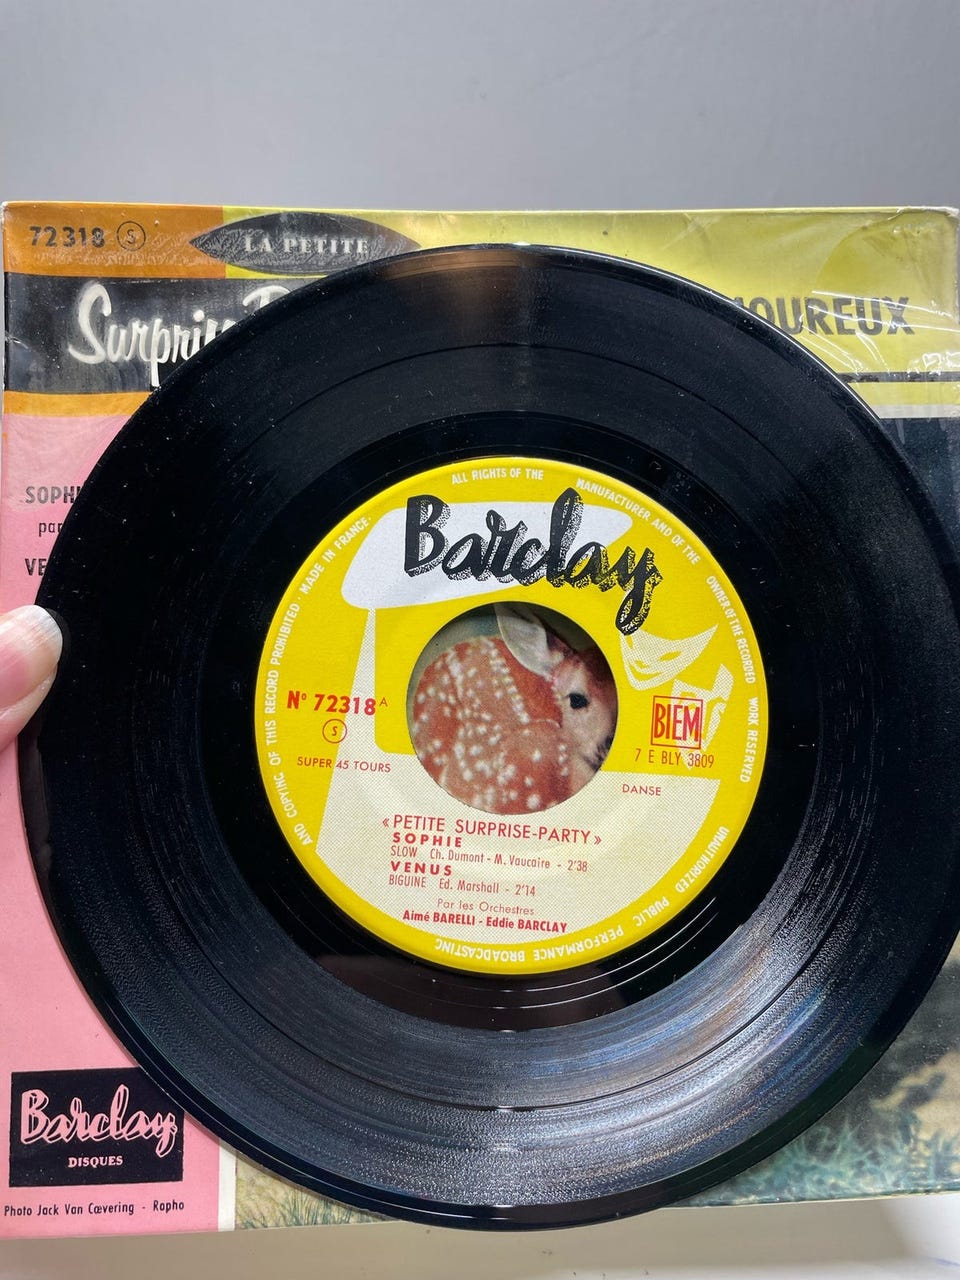 72318 S
LA PETITE
Surpri
OUREUX
SOPHI
par
VE
ALL RIGHTS OF THE MANUFACTURER AND OF THE OWNER OF THE RECORDED WORK RESERVED
UNAUTHORIZED PUBLIC PERFORMANCE BROADCASTING AND COPYING OF THIS RECORD PROHIBITED MADE IN FRANCE.
Barclay
N° 72318 A
S
SUPER 45 TOURS
BIEM
7 E BLY 3809
DANSE
«PETITE SURPRISE-PARTY»
SOPHIE
SLOW Ch. Dumont - M. Vaucaire - 2'38
VENUS
BIGUINE Ed. Marshall - 2'14
Par les Orchestres
Aimé BARELLI - Eddie BARCLAY
Barclay
DISQUES
Photo Jack Van Cœvering - Rapho